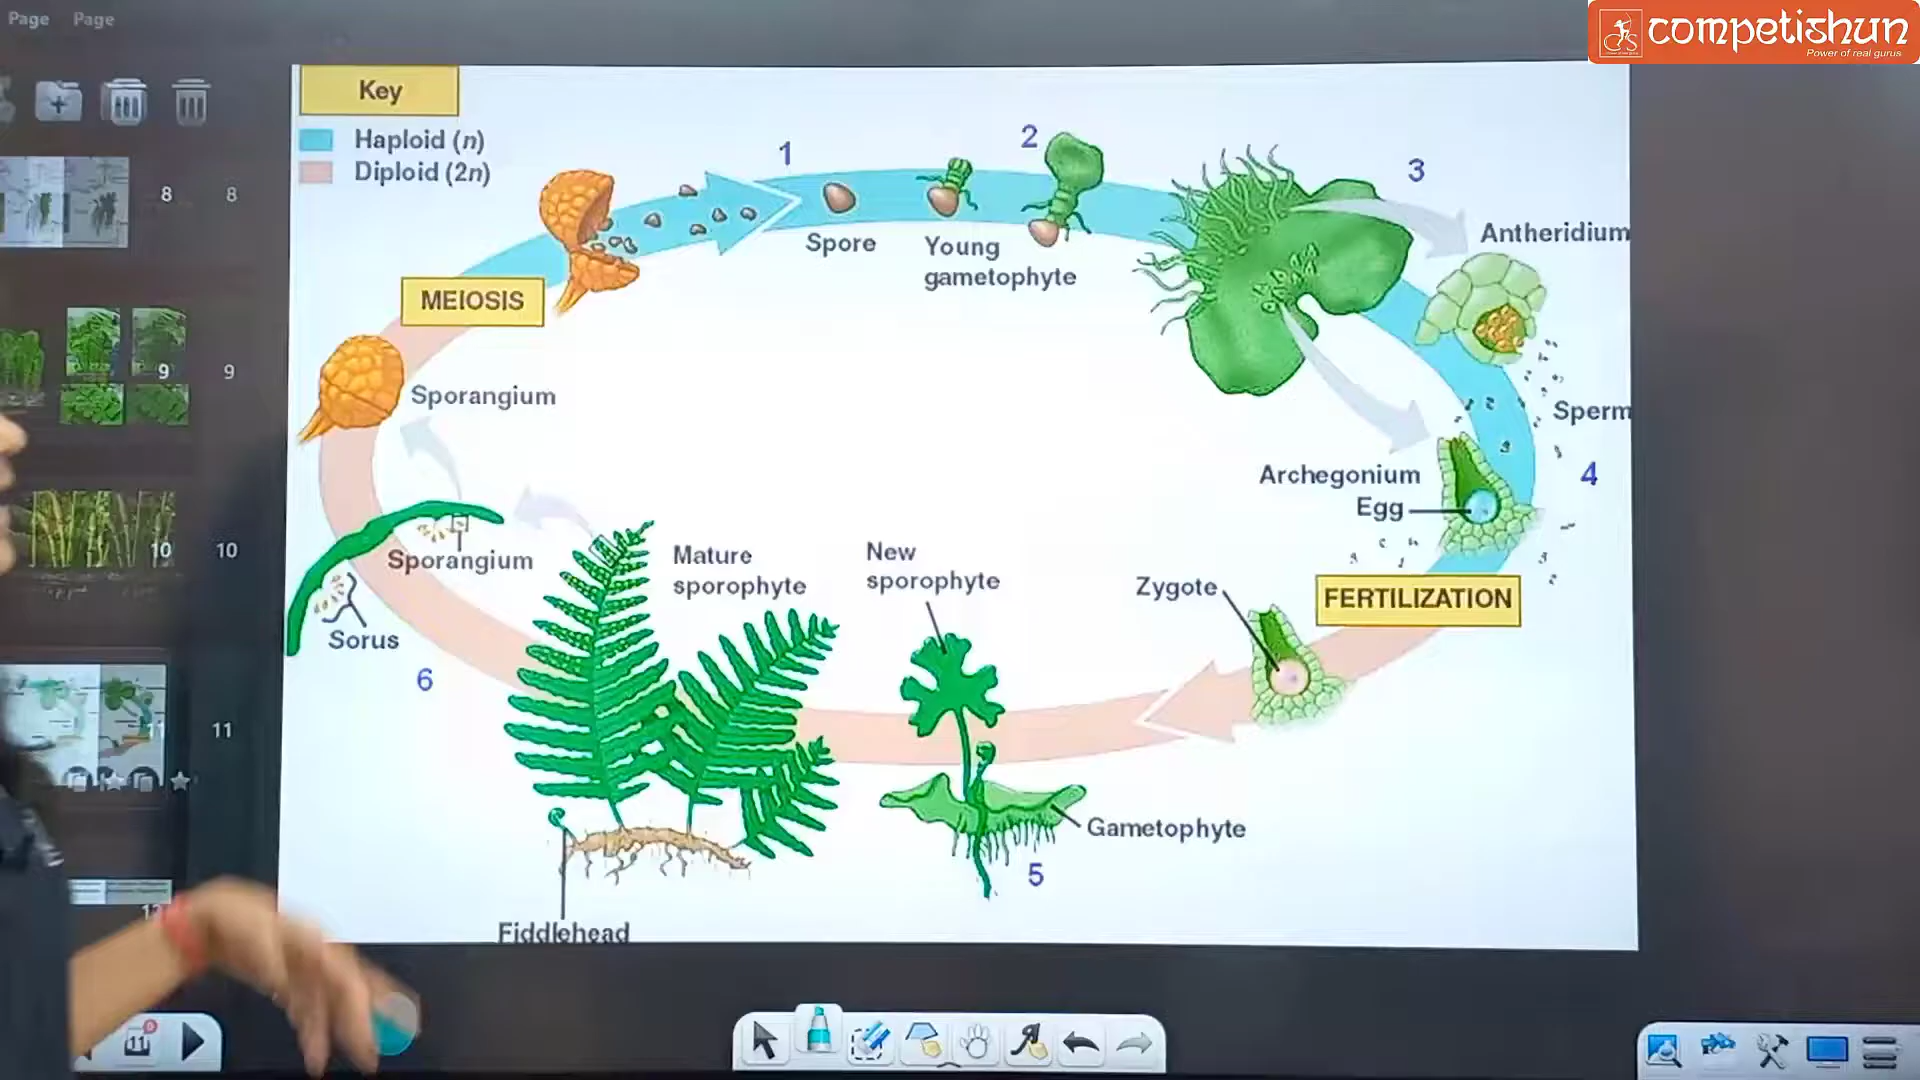 Page Page
competishun
Power of real gurus
Key
Haploid (n)
Diploid (2n)
8 8
9 9
10 10
11
12
1
2
3
Spore
Young
gametophyte
Antheridium
MEIOSIS
Sporangium
Sperm
4
Archegonium
Egg
FERTILIZATION
Zygote
New
sporophyte
Mature
sporophyte
Sporangium
Sorus
6
Gametophyte
5
Fiddlehead
11